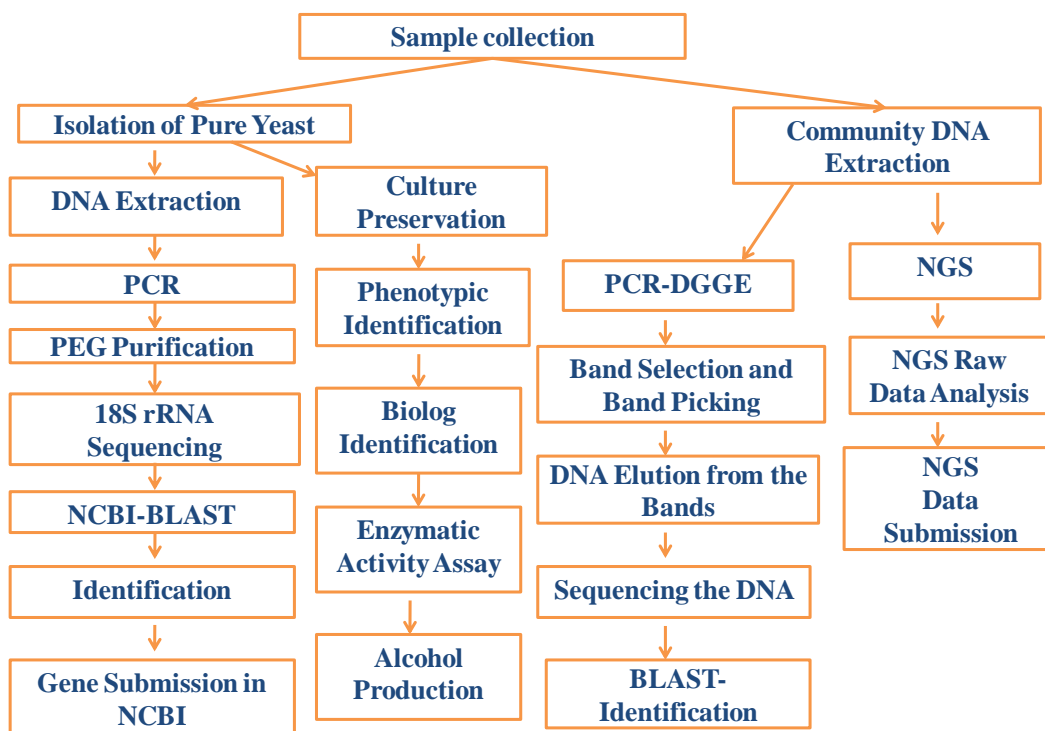 Sample collection
Isolation of Pure Yeast
DNA Extraction
PCR
PEG Purification
18S rRNA
Sequencing
NCBI-BLAST
Identification
Gene Submission in
NCBI
Culture
Preservation
Phenotypic
Identification
Biolog
Identification
Enzymatic
Activity Assay
Alcohol
Production
Community DNA
Extraction
PCR-DGGE
Band Selection and
Band Picking
DNA Elution from the
Bands
Sequencing the DNA
BLAST-
Identification
NGS
NGS Raw
Data Analysis
NGS
Data
Submission